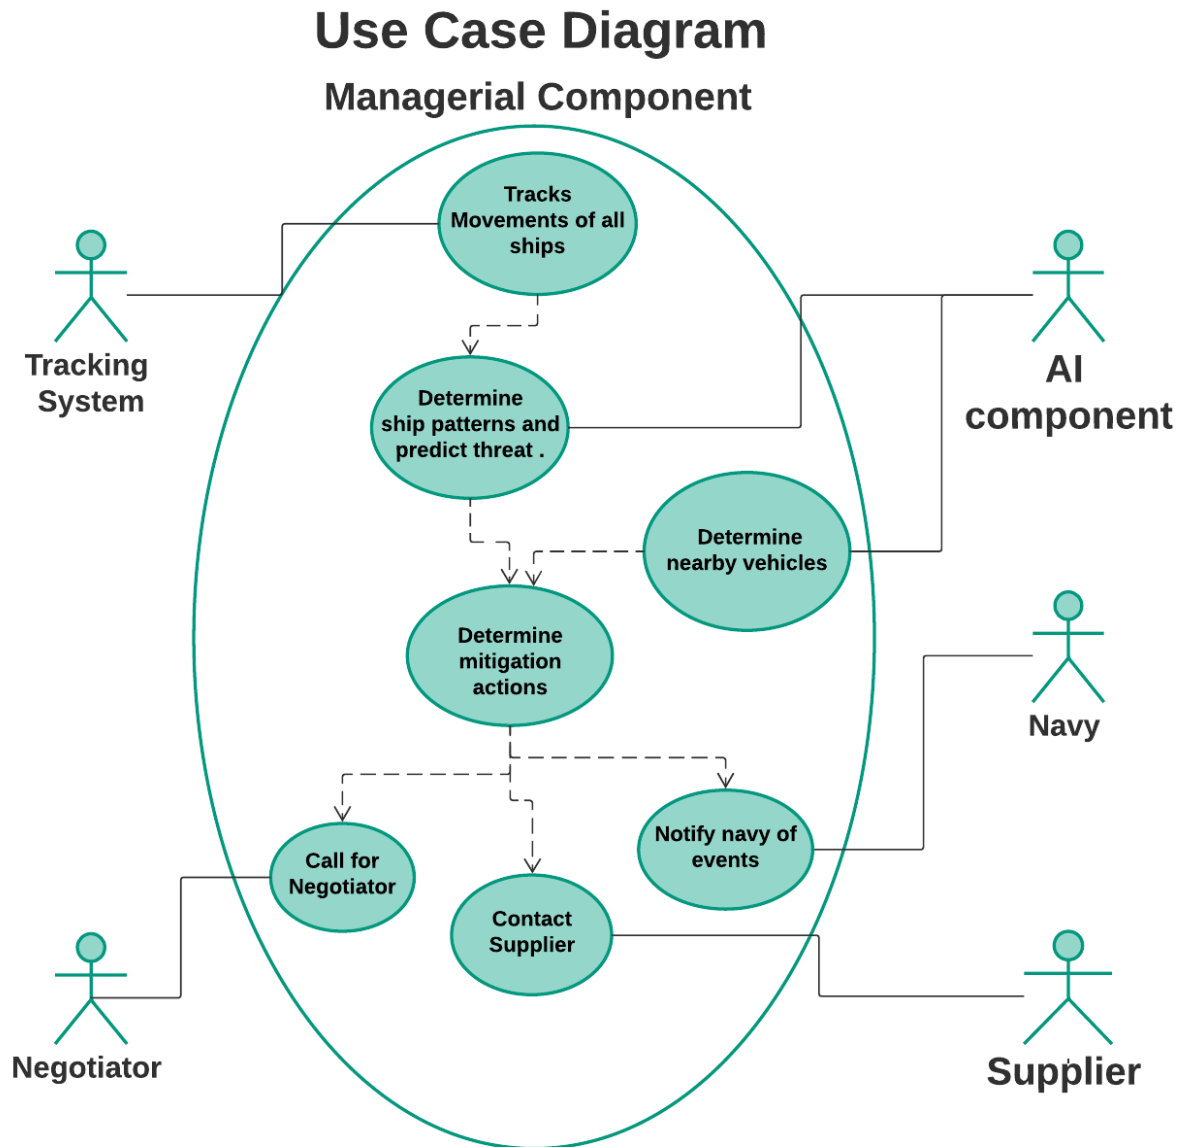 Use Case Diagram
Managerial Component
Tracks
Movements of all
ships
Tracking
System
AI
component
Determine
ship patterns and
predict threat .
Determine
nearby vehicles
Determine
mitigation
actions
Navy
Notify navy of
events
Call for
Negotiator
Contact
Supplier
Negotiator
Supplier